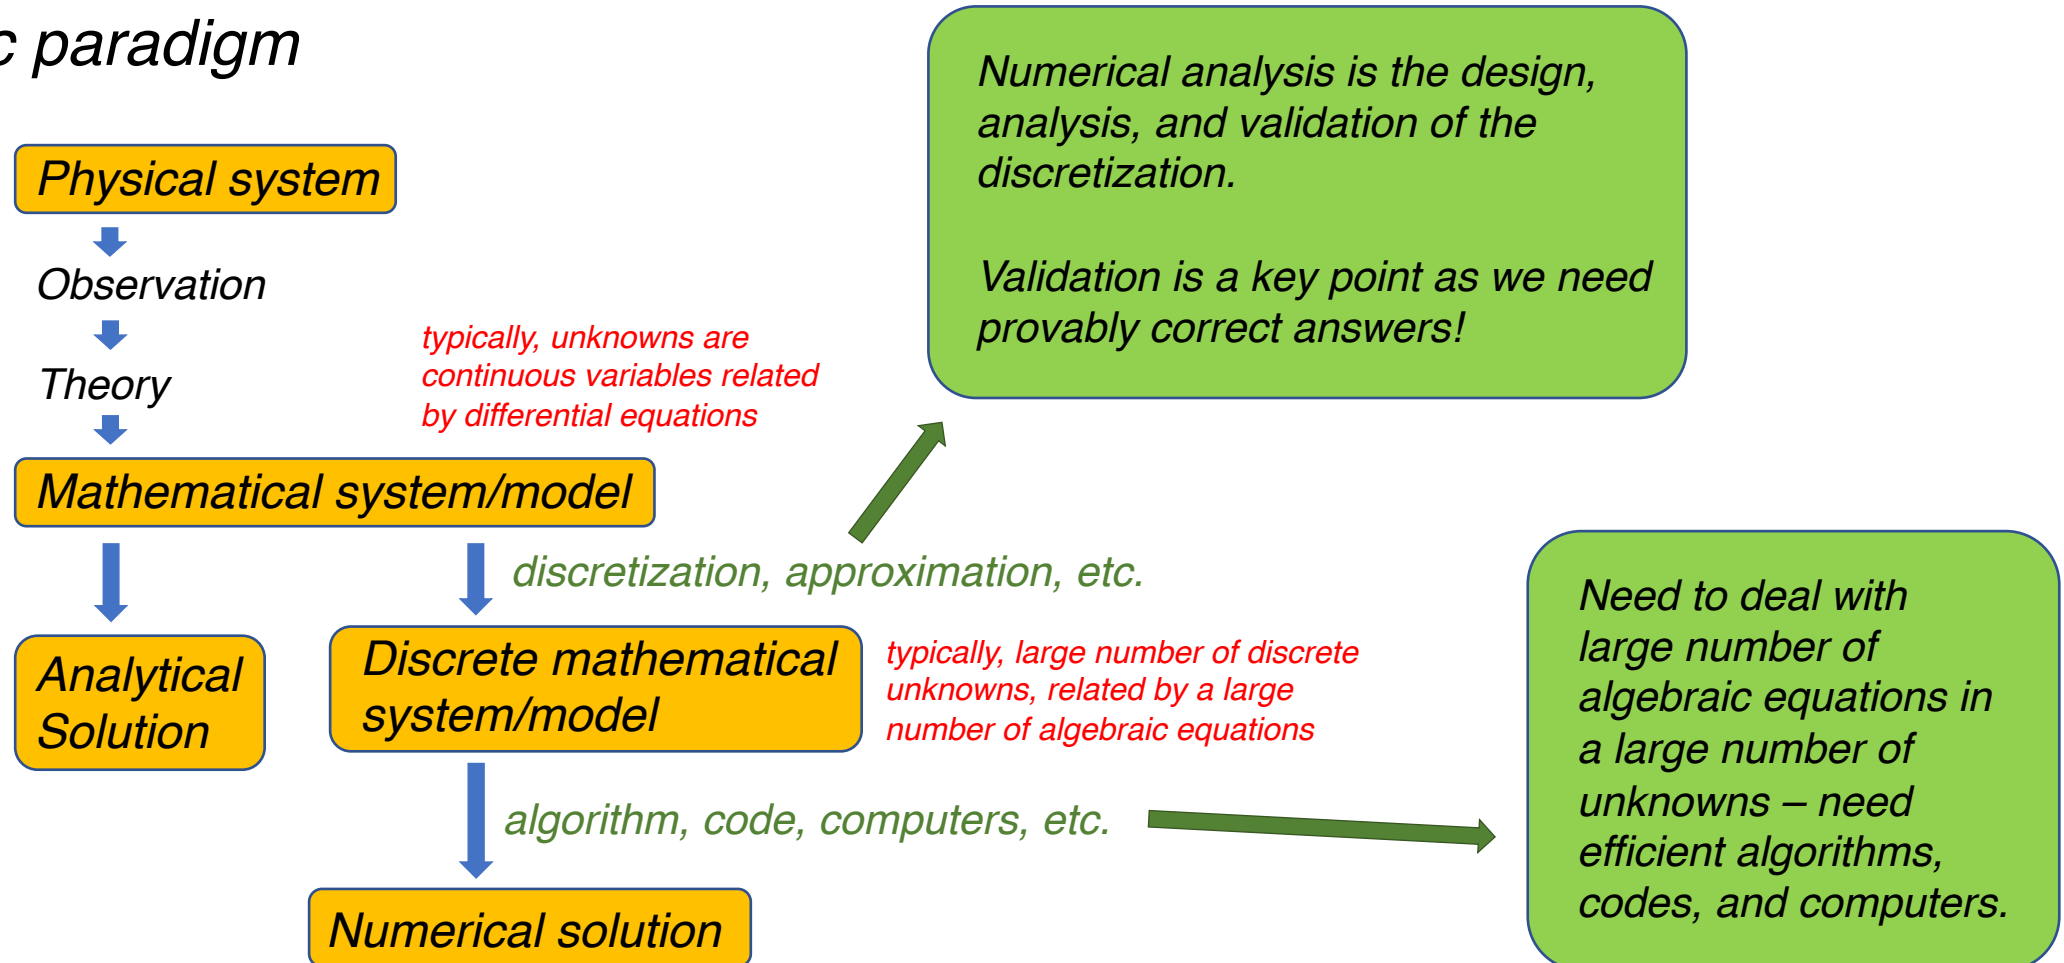 c paradigm
Physical system
Observation
Theory
typically, unknowns are
continuous variables related
by differential equations
Mathematical system/model
discretization, approximation, etc.
Analytical
Solution
Discrete mathematical
system/model
typically, large number of discrete
unknowns, related by a large
number of algebraic equations
algorithm, code, computers, etc.
Numerical solution
Numerical analysis is the design,
analysis, and validation of the
discretization.
Validation is a key point as we need
provably correct answers!
Need to deal with
large number of
algebraic equations in
a large number of
unknowns – need
efficient algorithms,
codes, and computers.